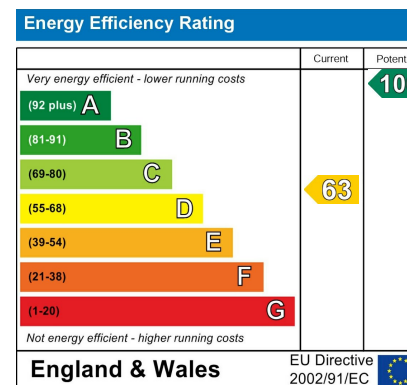 Energy Efficiency Rating
Current
Very energy efficient - lower running costs
(92 plus) A
(81-91) B
(69-80) C
63
(55-68) D
(39-54) E
(21-38) F
(1-20) G
Not energy efficient - higher running costs
England & Wales
EU Directive
2002/91/EC